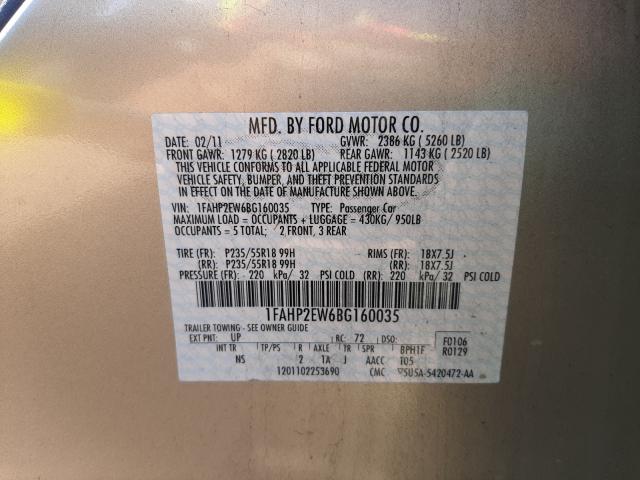 MFD. BY FORD MOTOR CO.
DATE: 02/11 GVWR: 2386 KG ( 5260 LB)
FRONT GAWR: 1279 KG ( 2820 LB) REAR GAWR: 1143 KG ( 2520 LB)
THIS VEHICLE CONFORMS TO ALL APPLICABLE FEDERAL MOTOR
VEHICLE SAFETY, BUMPER, AND THEFT PREVENTION STANDARDS
IN EFFECT ON THE DATE OF MANUFACTURE SHOWN ABOVE.
VIN: 1FAHP2EW6BG160035 TYPE: Passenger Car
MAXIMUM LOAD = OCCUPANTS + LUGGAGE = 430KG/ 950LB
OCCUPANTS = 5 TOTAL; 2 FRONT, 3 REAR
TIRE (FR): P235/55R18 99H RIMS (FR): 18X7.5J
(RR): P235/55R18 99H (RR): 18X7.5J
PRESSURE (FR): 220 kPa/ 32 PSI COLD (RR): 220 kPa/ 32 PSI COLD
1FAHP2EW6BG160035
TRAILER TOWING - SEE OWNER GUIDE
EXT PNT: UP RC: 72 DSO: F0106
INT TR TP/PS R AXLE TR SPR BPH1F R0129
NS 2 1A J AACC T05
1201102253690 CMC 5USA-5420472-AA